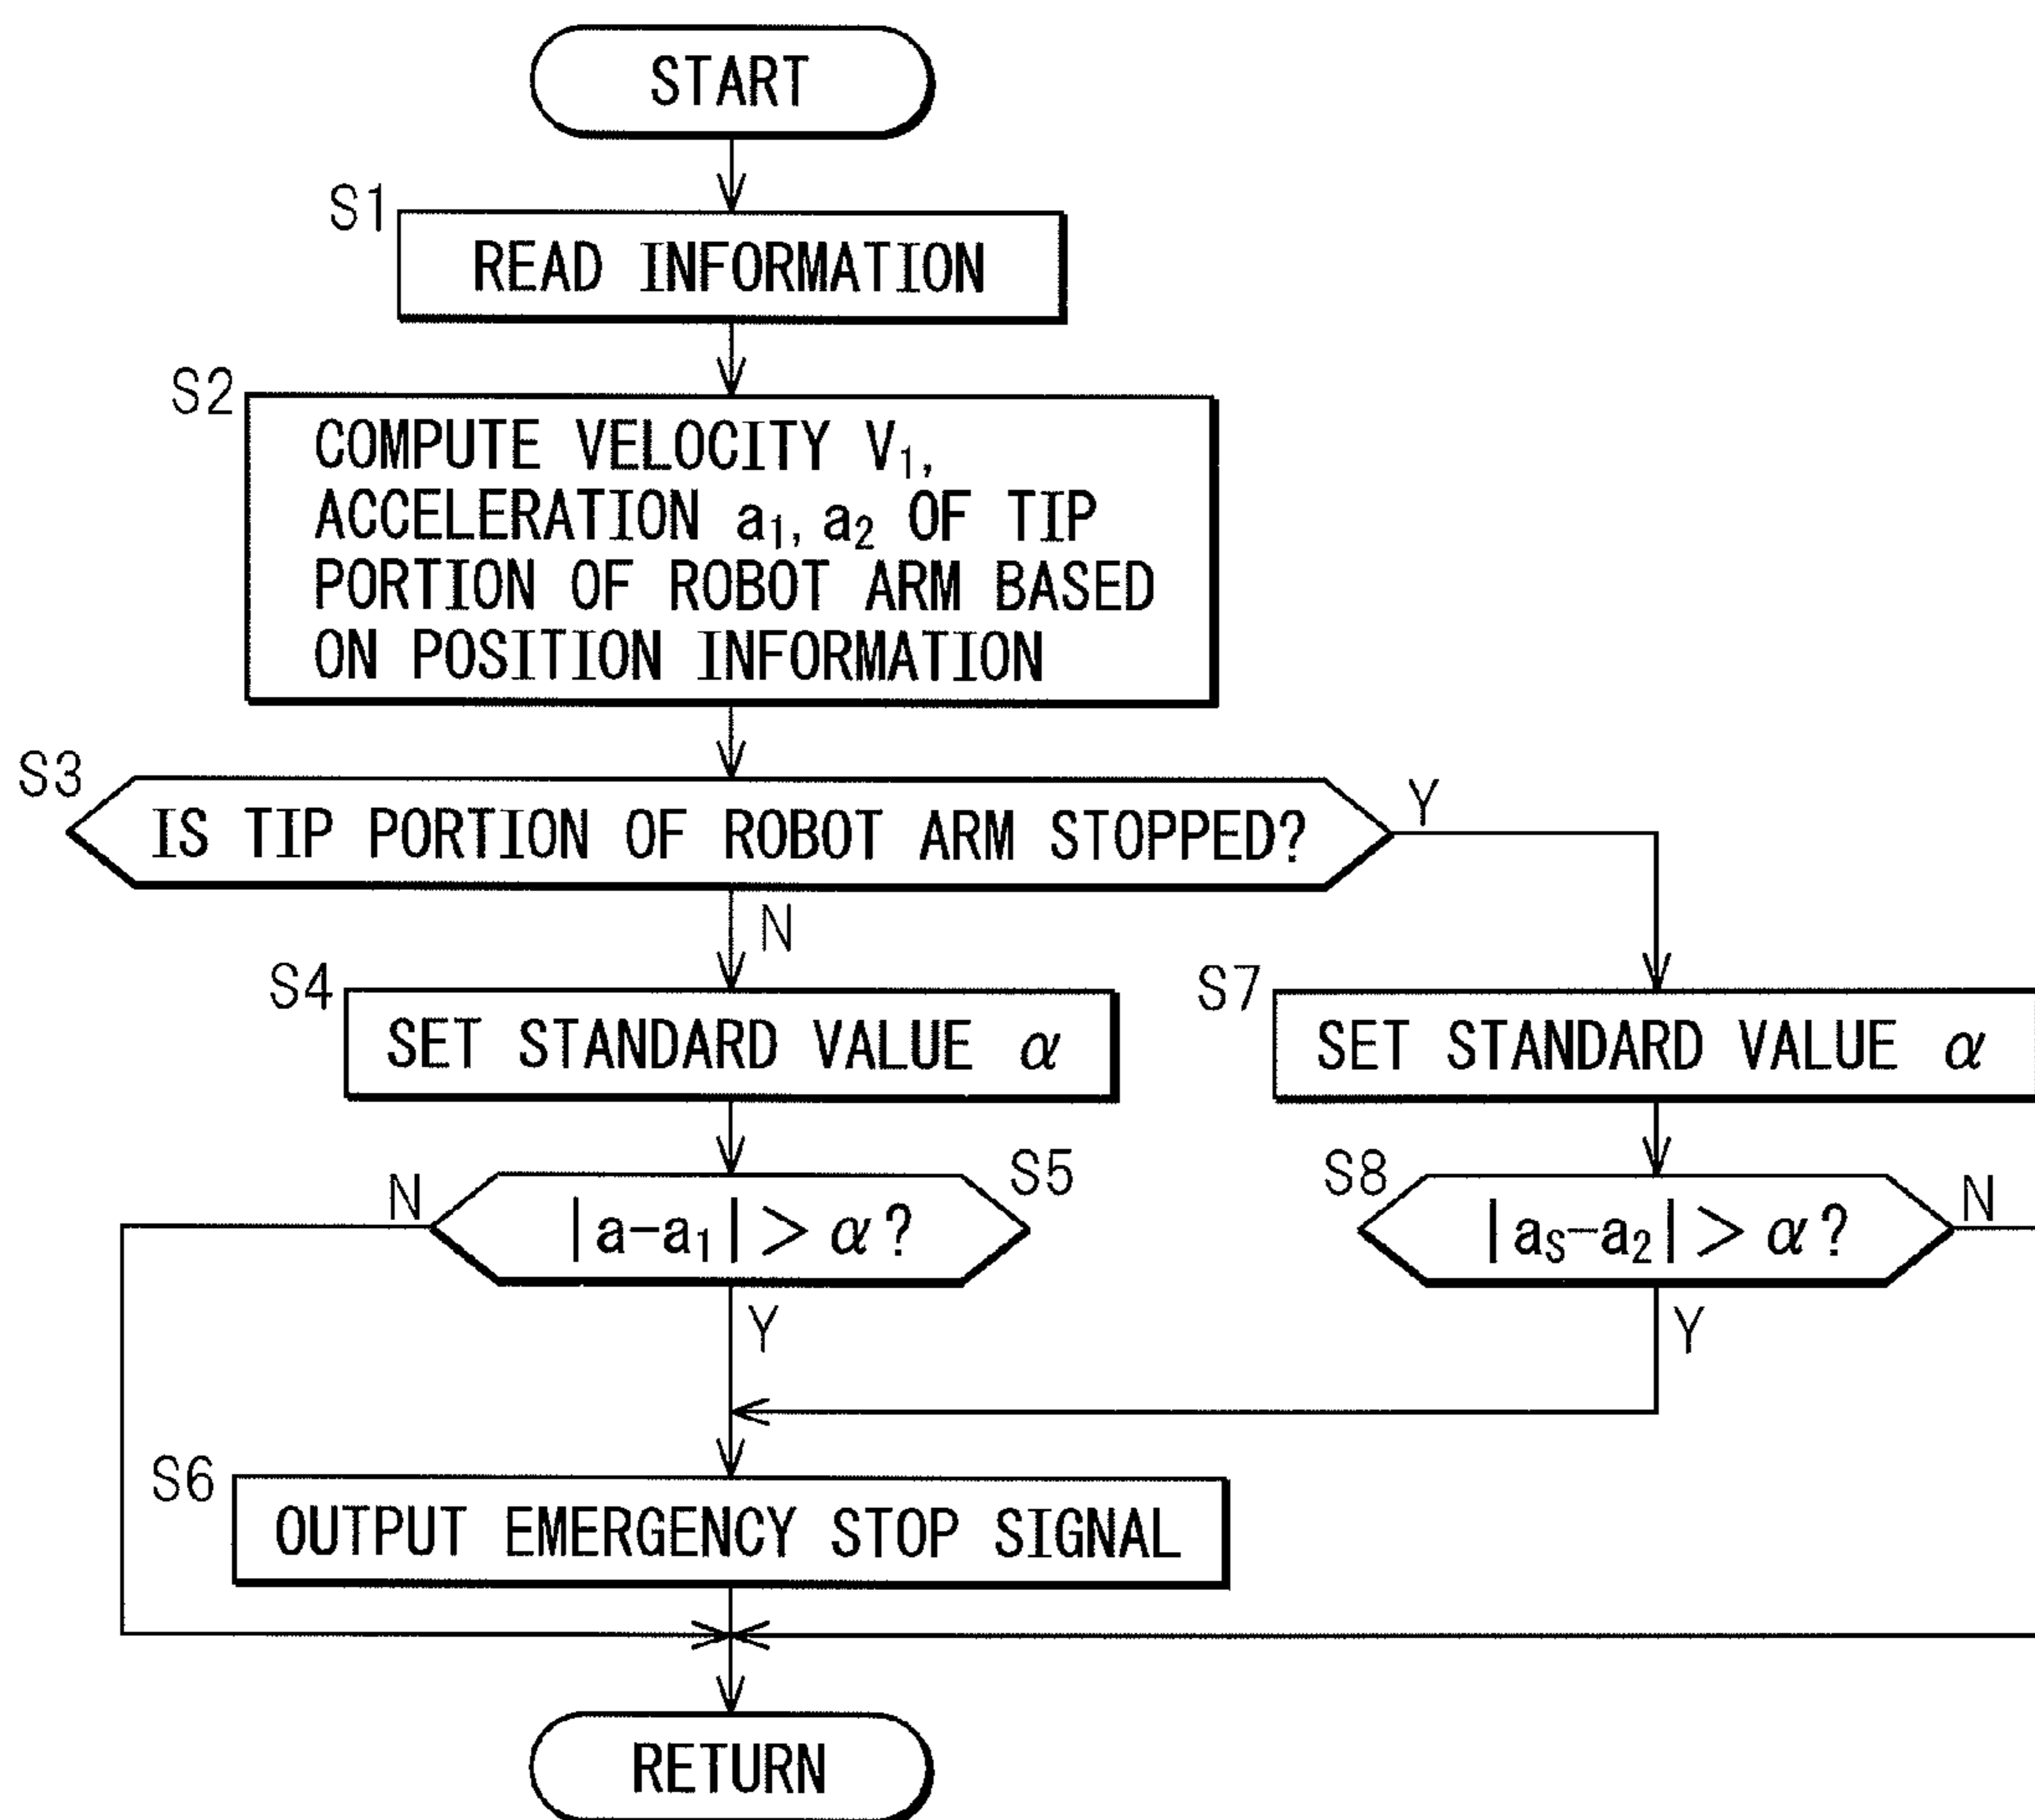 START
S1
READ INFORMATION
S2
COMPUTE VELOCITY V₁,
ACCELERATION a₁, a₂ OF TIP
PORTION OF ROBOT ARM BASED
ON POSITION INFORMATION
S3
IS TIP PORTION OF ROBOT ARM STOPPED?
Y
N
S4
SET STANDARD VALUE α
S7
SET STANDARD VALUE α
N
|a-a₁| > α?
S5
S8
|aₛ-a₂| > α?
N
Y
Y
S6
OUTPUT EMERGENCY STOP SIGNAL
RETURN